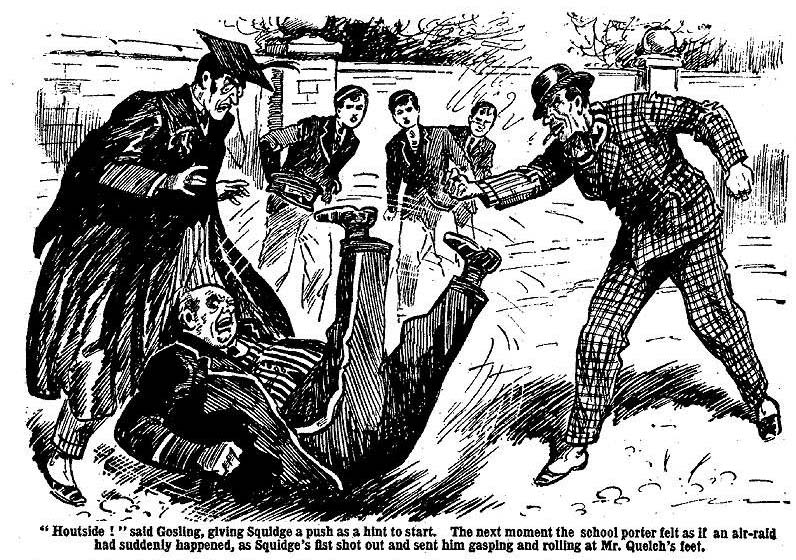 "Houtside!" said Gosling, giving Squidge a push as a hint to start. The next moment the school porter felt as if an air-raid
had suddenly happened, as Squidge's fist shot out and sent him gasping and rolling at Mr. Quelch's feet.